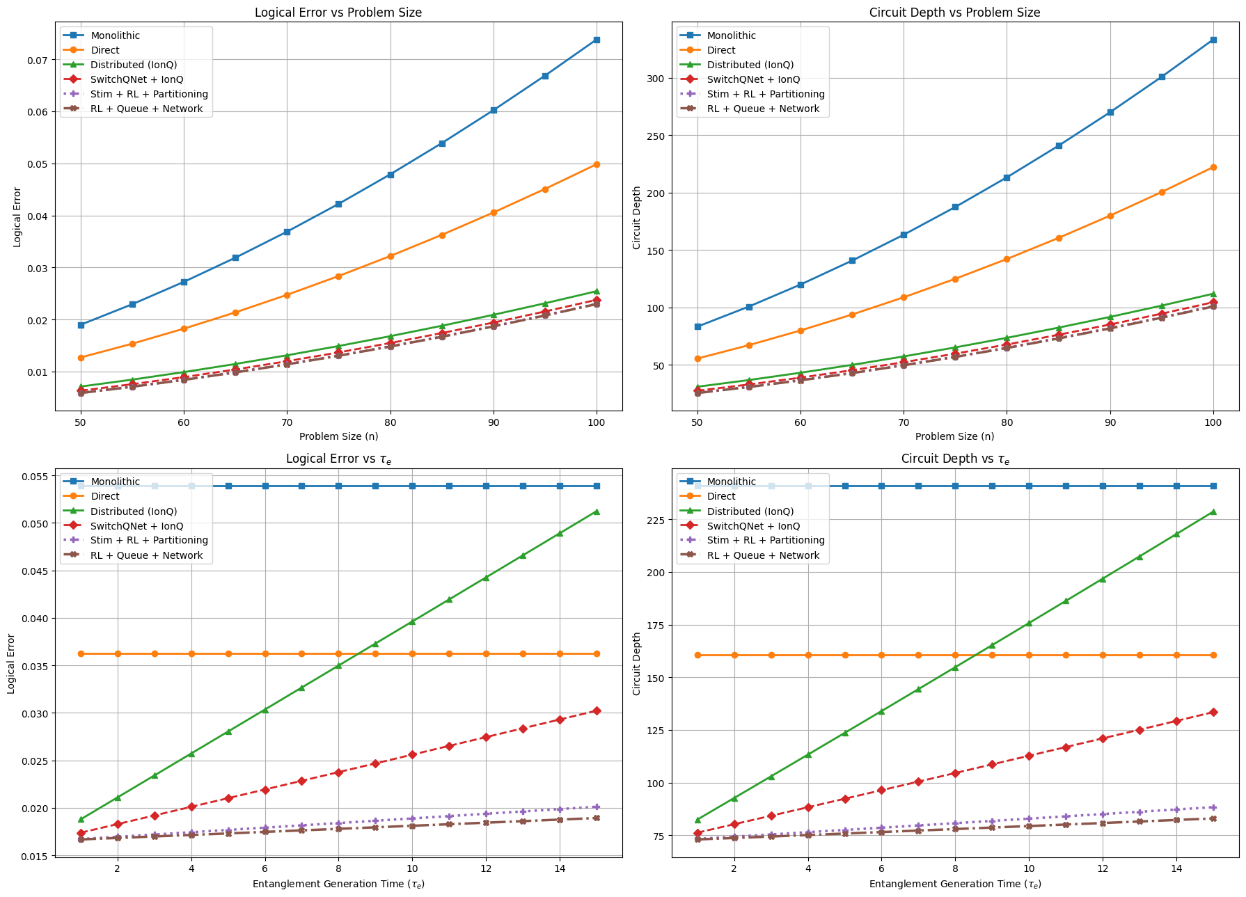 Logical Error vs Problem Size
Monolithic
Direct
Distributed (IonQ)
SwitchQNet + IonQ
Stim + RL + Partitioning
RL + Queue + Network
0.07
0.06
0.05
0.04
0.03
0.02
0.01
Logical Error
50 60 70 80 90 100
Problem Size (n)
Circuit Depth vs Problem Size
Monolithic
Direct
Distributed (IonQ)
SwitchQNet + IonQ
Stim + RL + Partitioning
RL + Queue + Network
300
250
200
150
100
50
Circuit Depth
50 60 70 80 90 100
Problem Size (n)
Logical Error vs τe
Monolithic
Direct
Distributed (IonQ)
SwitchQNet + IonQ
Stim + RL + Partitioning
RL + Queue + Network
0.055
0.050
0.045
0.040
0.035
0.030
0.025
0.020
0.015
Logical Error
2 4 6 8 10 12 14
Entanglement Generation Time (τe)
Circuit Depth vs τe
Monolithic
Direct
Distributed (IonQ)
SwitchQNet + IonQ
Stim + RL + Partitioning
RL + Queue + Network
225
200
175
150
125
100
75
Circuit Depth
2 4 6 8 10 12 14
Entanglement Generation Time (τe)